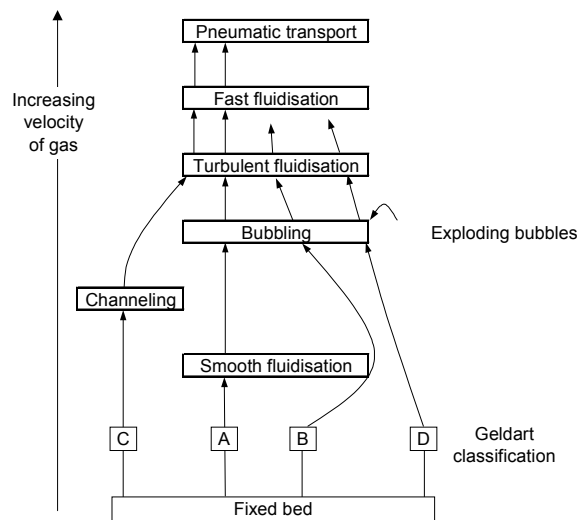 Pneumatic transport
Increasing
velocity
of gas
Fast fluidisation
Turbulent fluidisation
Bubbling
Exploding bubbles
Channeling
Smooth fluidisation
C
A
B
D
Geldart
classification
Fixed bed